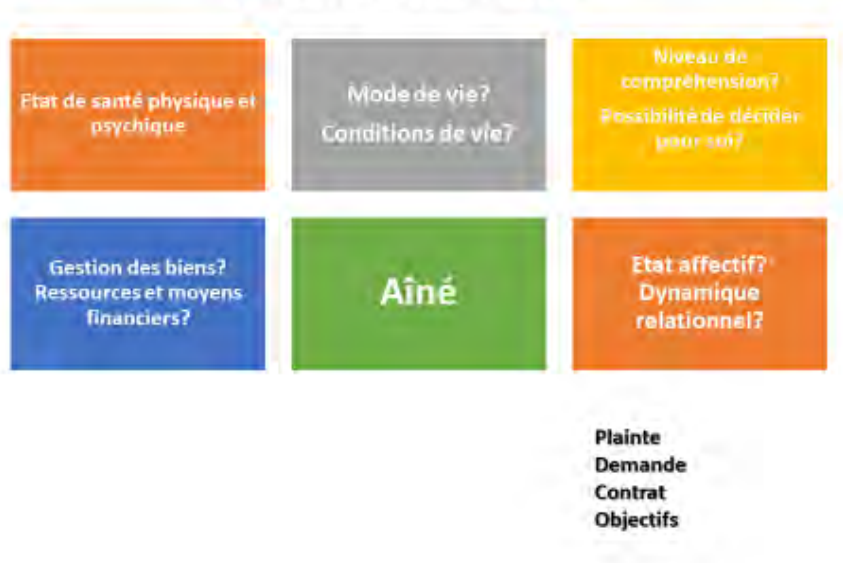 Etat de santé physique et
psychique
Mode de vie?
Conditions de vie?
Niveau de
compréhension?
Possibilité de décider
pour soi?
Gestion des biens?
Ressources et moyens
financiers?
Aîné
Etat affectif?
Dynamique
relationnel?
Plainte
Demande
Contrat
Objectifs